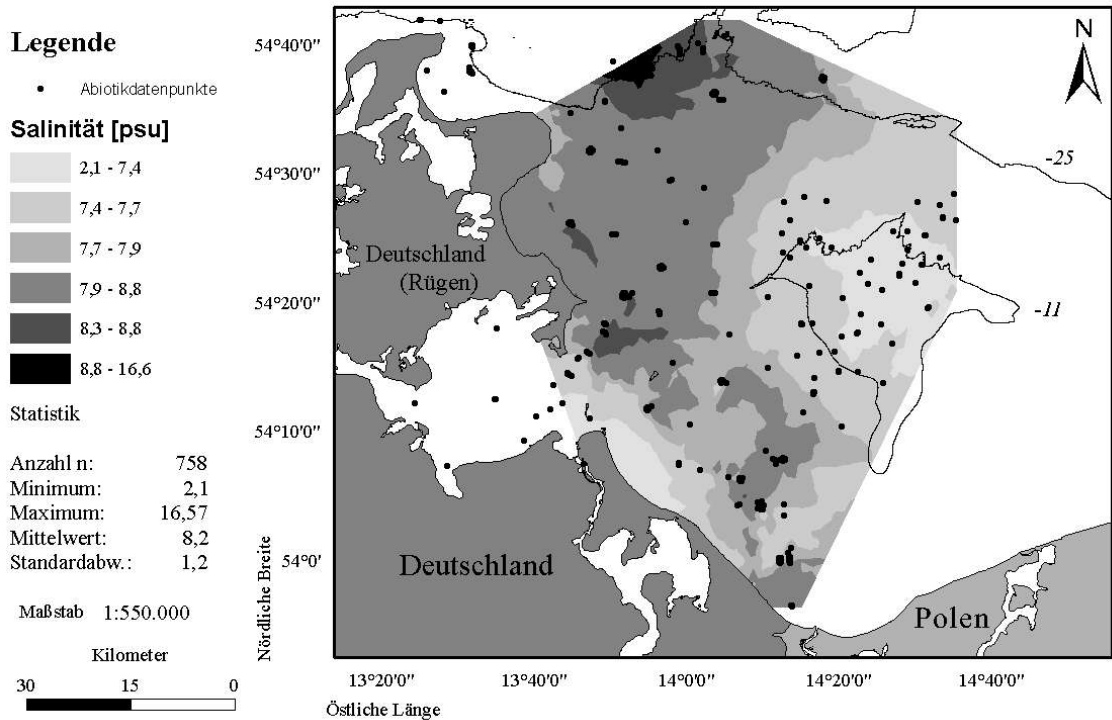 Legende
Abiotikdatenpunkte
Salinität [psu]
2,1 - 7,4
7,4 - 7,7
7,7 - 7,9
7,9 - 8,8
8,3 - 8,8
8,8 - 16,6
Statistik
Anzahl n: 758
Minimum: 2,1
Maximum: 16,57
Mittelwert: 8,2
Standardabw.: 1,2
Maßstab 1:550.000
Kilometer
30 15 0
Nördliche Breite
54°40'0"
54°30'0"
54°20'0"
54°10'0"
54°0'
N
-25
-11
Deutschland
(Rügen)
Deutschland
Polen
13°20'0" 13°40'0" 14°00'0" 14°20'0" 14°40'0"
Östliche Länge